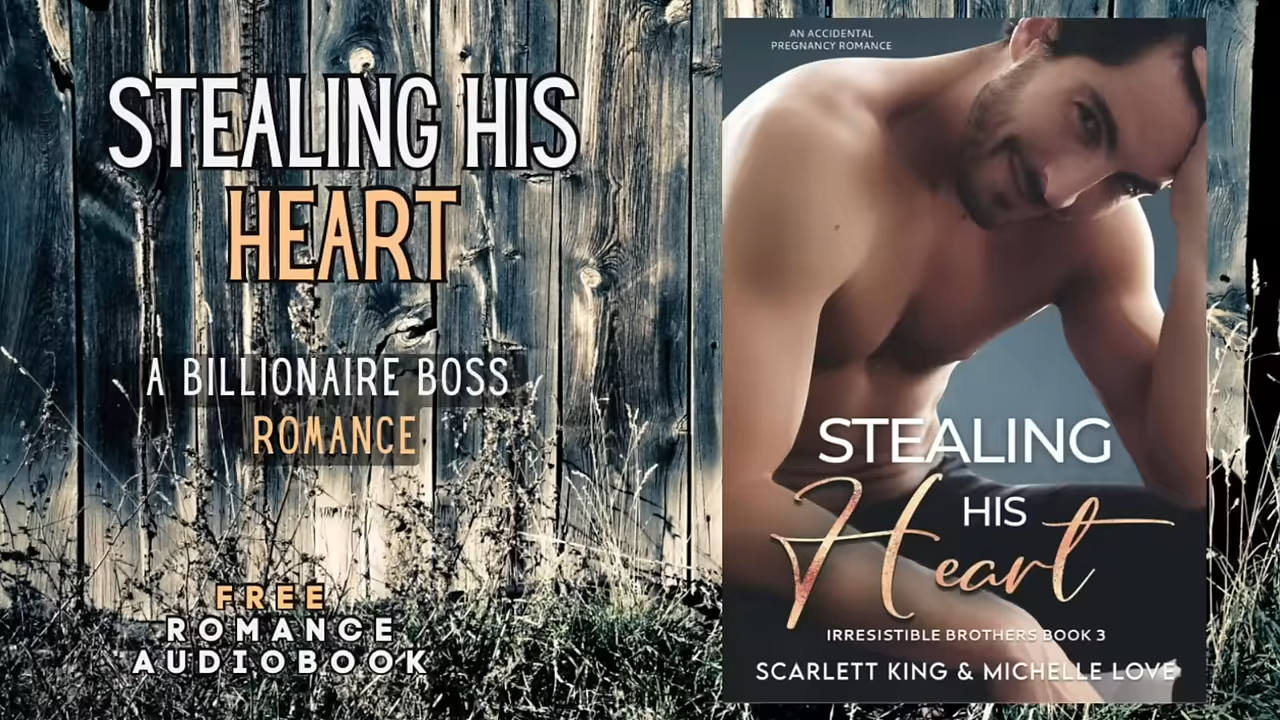 STEALING HIS
HEART
A BILLIONAIRE BOSS
ROMANCE
FREE
ROMANCE
AUDIOBOOK
AN ACCIDENTAL
PREGNANCY ROMANCE
STEALING
HIS
Heart
IRRESISTIBLE BROTHERS BOOK 3
SCARLETT KING & MICHELLE LOVE